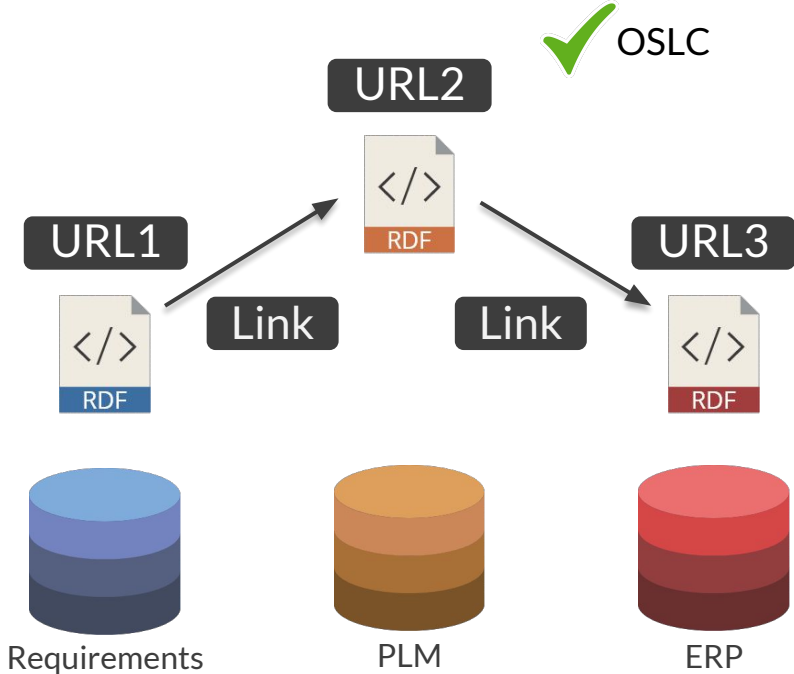 OSLC
URL2
</>
RDF
URL1
URL3
Link
Link
</>
</>
RDF
RDF
Requirements
PLM
ERP